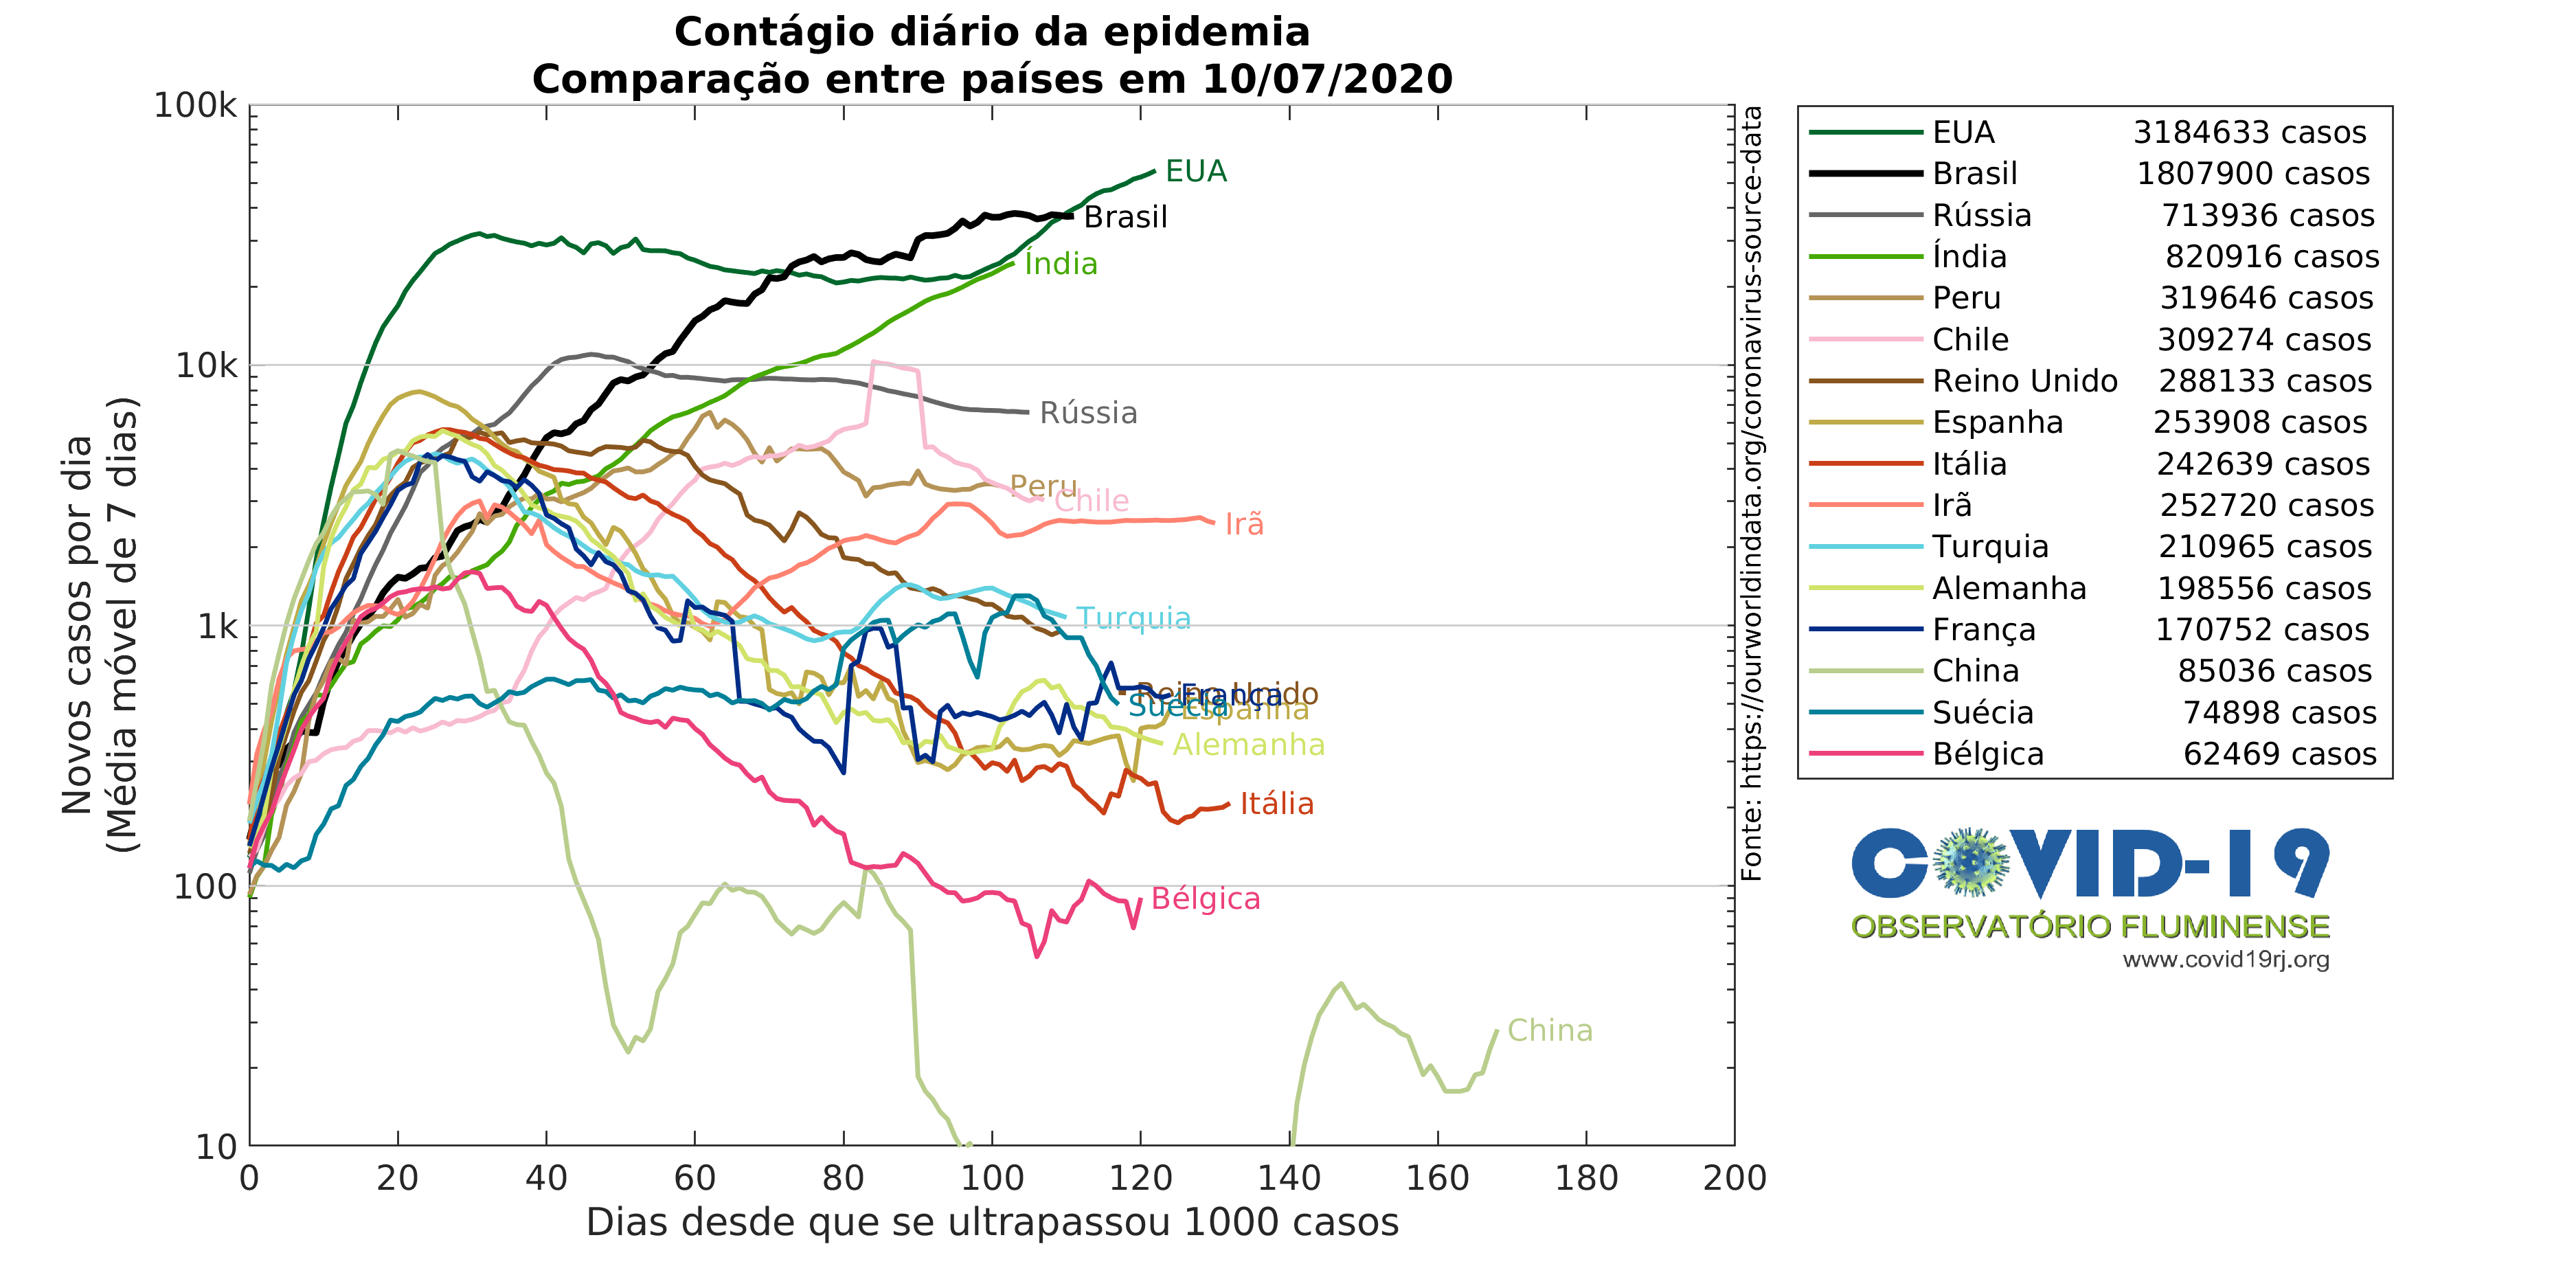 Contágio diário da epidemia
Comparação entre países em 10/07/2020
Novos casos por dia
(Média móvel de 7 dias)
100k
10k
1k
100
10
0 20 40 60 80 100 120 140 160 180 200
Dias desde que se ultrapassou 1000 casos
EUA
Brasil
Índia
Rússia
Peru
Chile
Irã
Turquia
Reino Unido
França
Suécia
Espanha
Alemanha
Itália
Bélgica
China
Fonte: https://ourworldindata.org/coronavirus-source-data
EUA 3184633 casos
Brasil 1807900 casos
Rússia 713936 casos
Índia 820916 casos
Peru 319646 casos
Chile 309274 casos
Reino Unido 288133 casos
Espanha 253908 casos
Itália 242639 casos
Irã 252720 casos
Turquia 210965 casos
Alemanha 198556 casos
França 170752 casos
China 85036 casos
Suécia 74898 casos
Bélgica 62469 casos
COVID-19
OBSERVATÓRIO FLUMINENSE
www.covid19rj.org